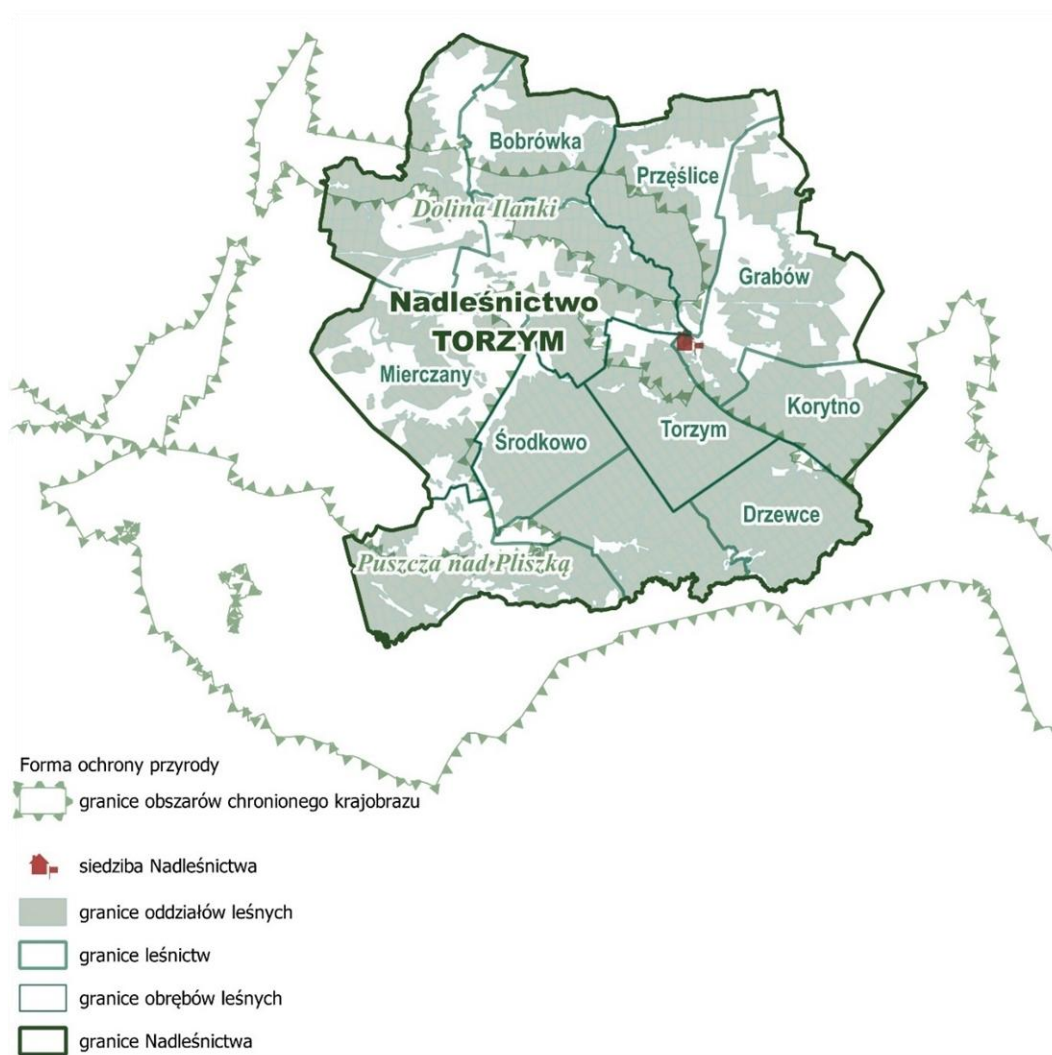 Bobrówka
Przęślice
Dolina Ilanki
Grabów
Nadleśnictwo
TORZYM
Mierczany
Korytno
Torzym
Środkowo
Drzewce
Puszcza nad Pliszką
Forma ochrony przyrody
granice obszarów chronionego krajobrazu
siedziba Nadleśnictwa
granice oddziałów leśnych
granice leśnictw
granice obrębów leśnych
granice Nadleśnictwa